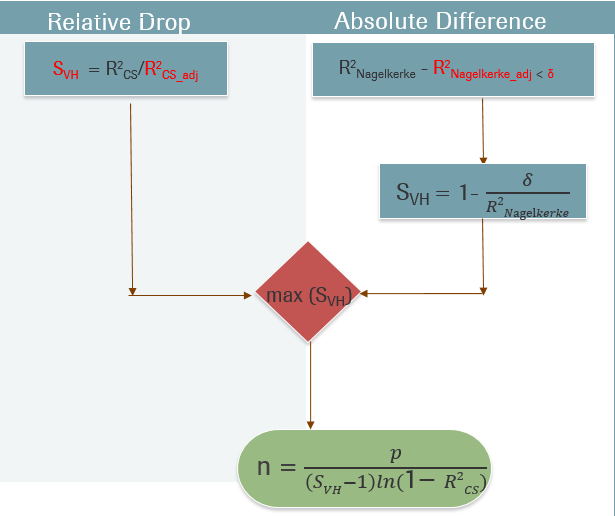 Relative Drop
Absolute Difference
S_VH = R²_CS/R²_CS_adj
R²_Nagelkerke – R²_Nagelkerke_adj < δ
S_VH = 1- δ/R²_Nagelkerke
max (S_VH)
n = p/((S_VH−1)ln(1− R²_CS))